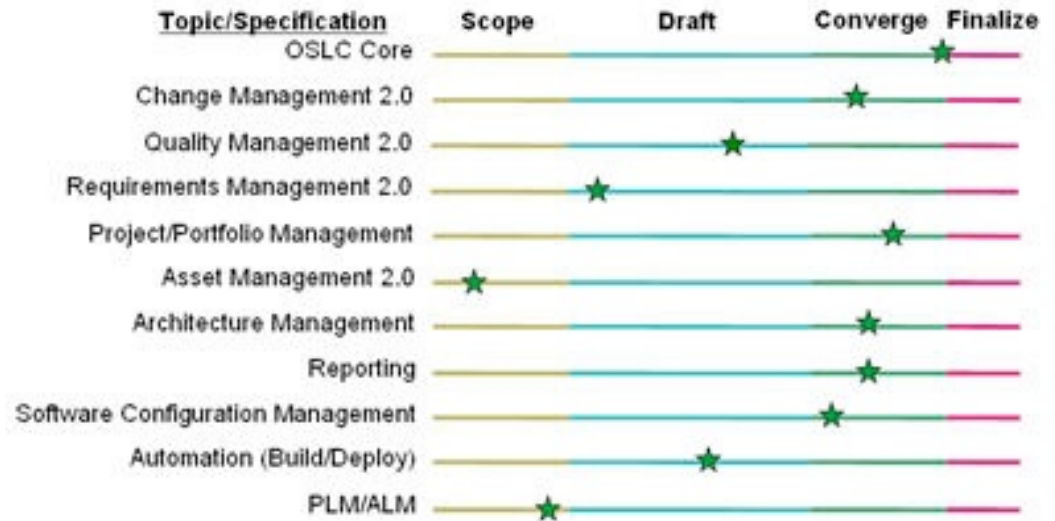 Topic/Specification Scope Draft Converge Finalize
OSLC Core
Change Management 2.0
Quality Management 2.0
Requirements Management 2.0
Project/Portfolio Management
Asset Management 2.0
Architecture Management
Reporting
Software Configuration Management
Automation (Build/Deploy)
PLM/ALM